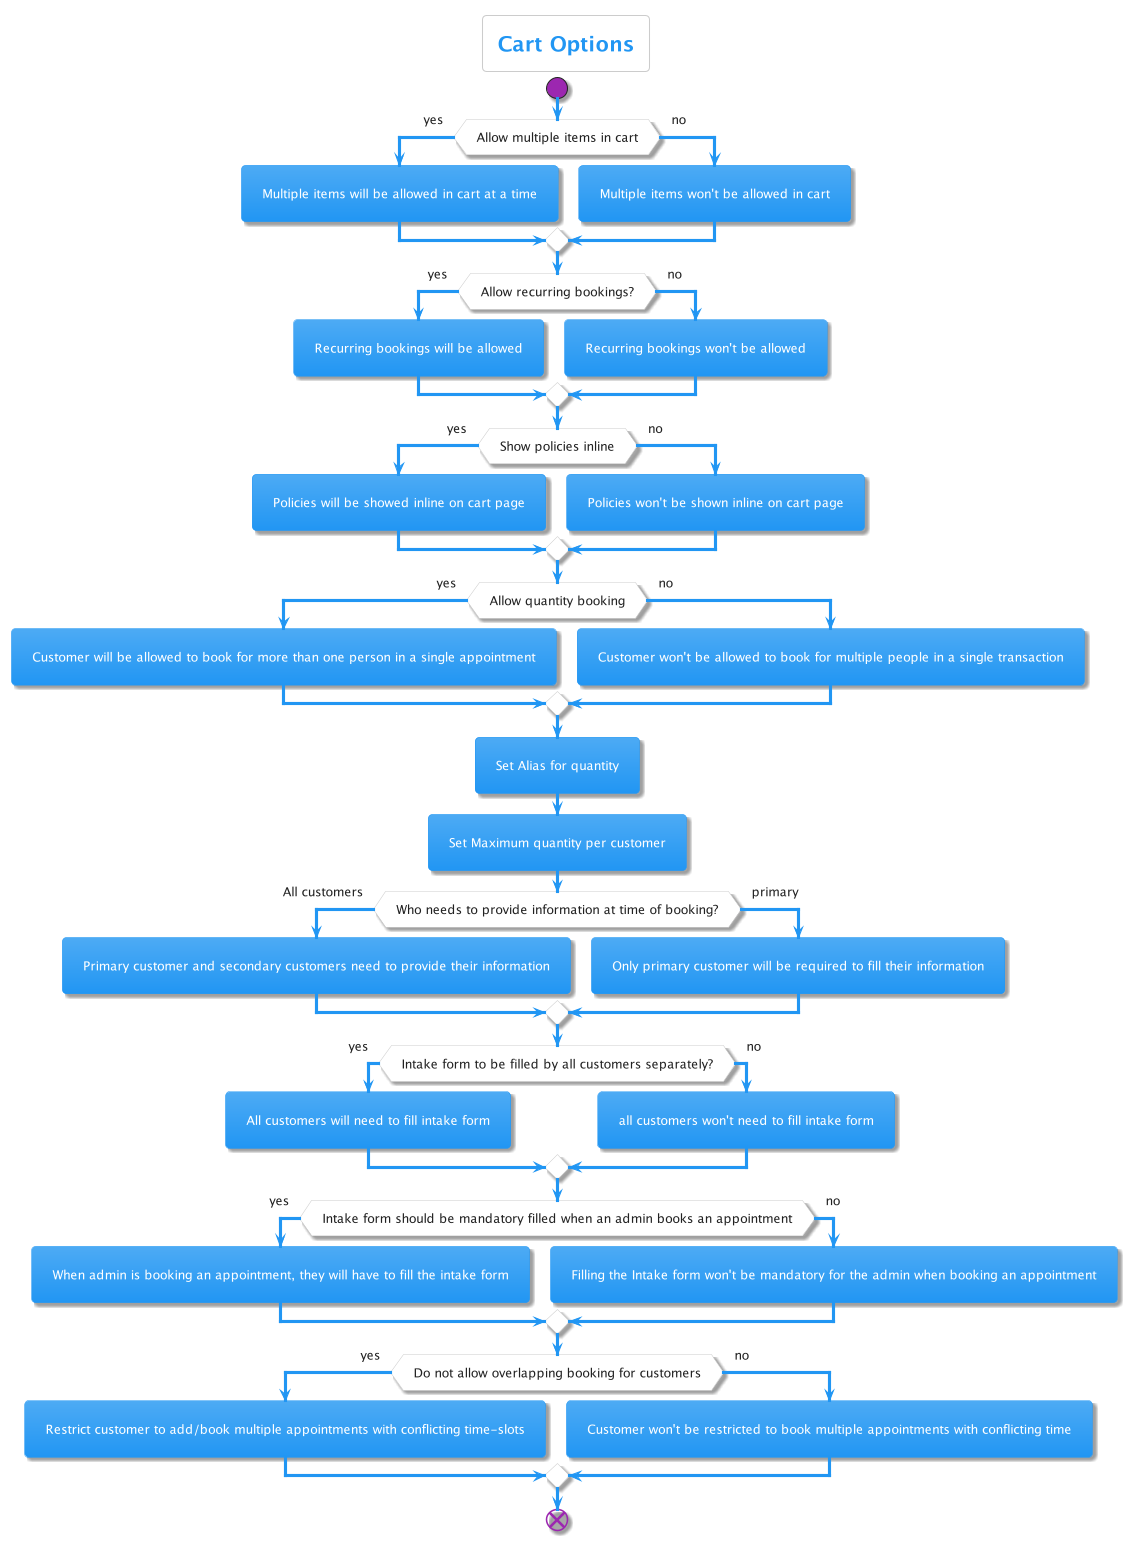 Cart Options
yes
Allow multiple items in cart
no
Multiple items will be allowed in cart at a time
Multiple items won't be allowed in cart
yes
Allow recurring bookings?
no
Recurring bookings will be allowed
Recurring bookings won't be allowed
yes
Show policies inline
no
Policies will be showed inline on cart page
Policies won't be shown inline on cart page
yes
Allow quantity booking
no
Customer will be allowed to book for more than one person in a single appointment
Customer won't be allowed to book for multiple people in a single transaction
Set Alias for quantity
Set Maximum quantity per customer
All customers
Who needs to provide information at time of booking?
primary
Primary customer and secondary customers need to provide their information
Only primary customer will be required to fill their information
yes
Intake form to be filled by all customers separately?
no
All customers will need to fill intake form
all customers won't need to fill intake form
yes
Intake form should be mandatory filled when an admin books an appointment
no
When admin is booking an appointment, they will have to fill the intake form
Filling the Intake form won't be mandatory for the admin when booking an appointment
yes
Do not allow overlapping booking for customers
no
Restrict customer to add/book multiple appointments with conflicting time-slots
Customer won't be restricted to book multiple appointments with conflicting time